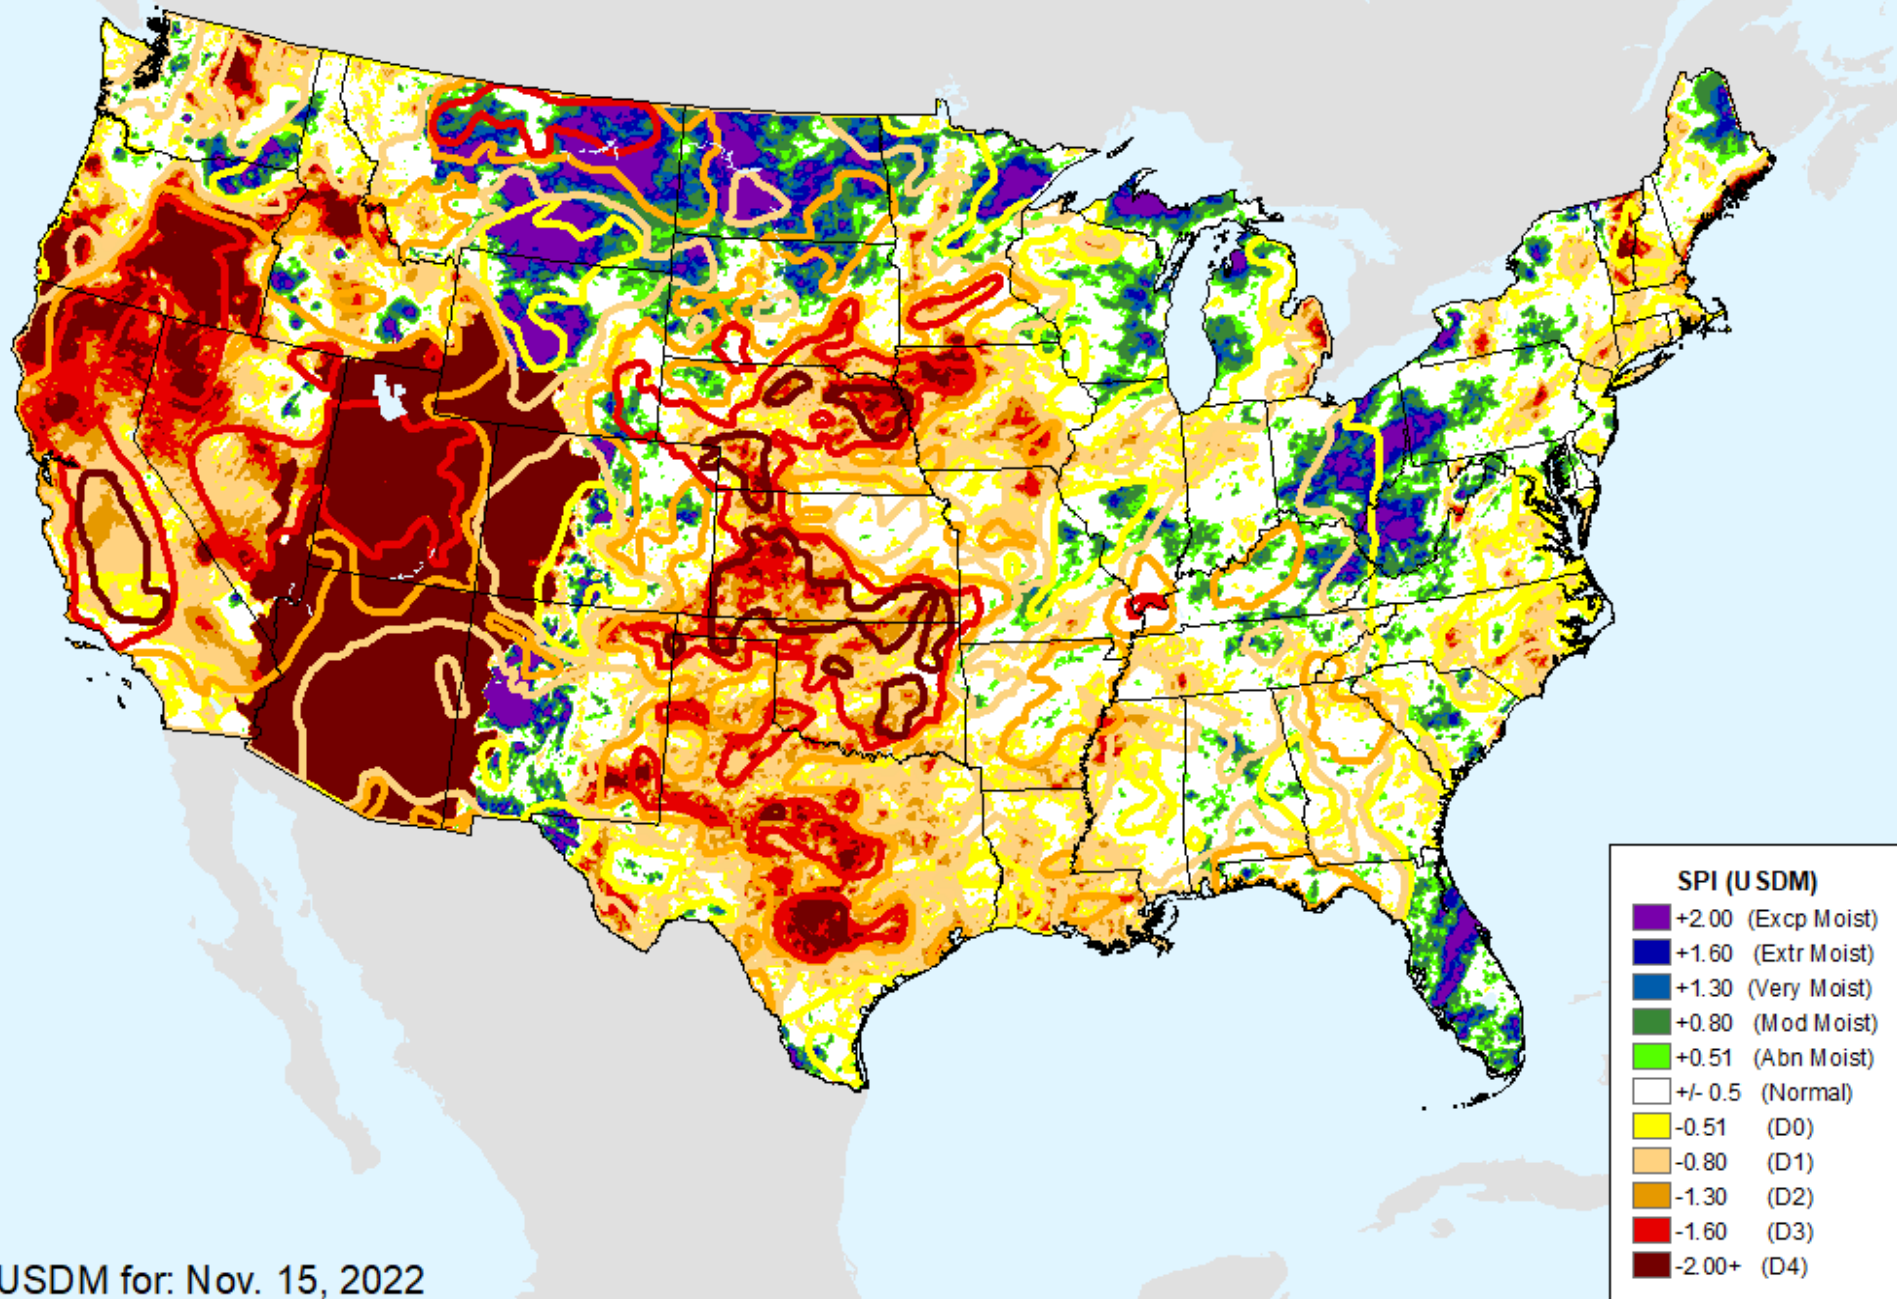 SPI (USDM)
+2.00 (Excp Moist)
+1.60 (Extr Moist)
+1.30 (Very Moist)
+0.80 (Mod Moist)
+0.51 (Abn Moist)
+/- 0.5 (Normal)
-0.51 (D0)
-0.80 (D1)
-1.30 (D2)
-1.60 (D3)
-2.00+ (D4)
USDM for: Nov. 15, 2022